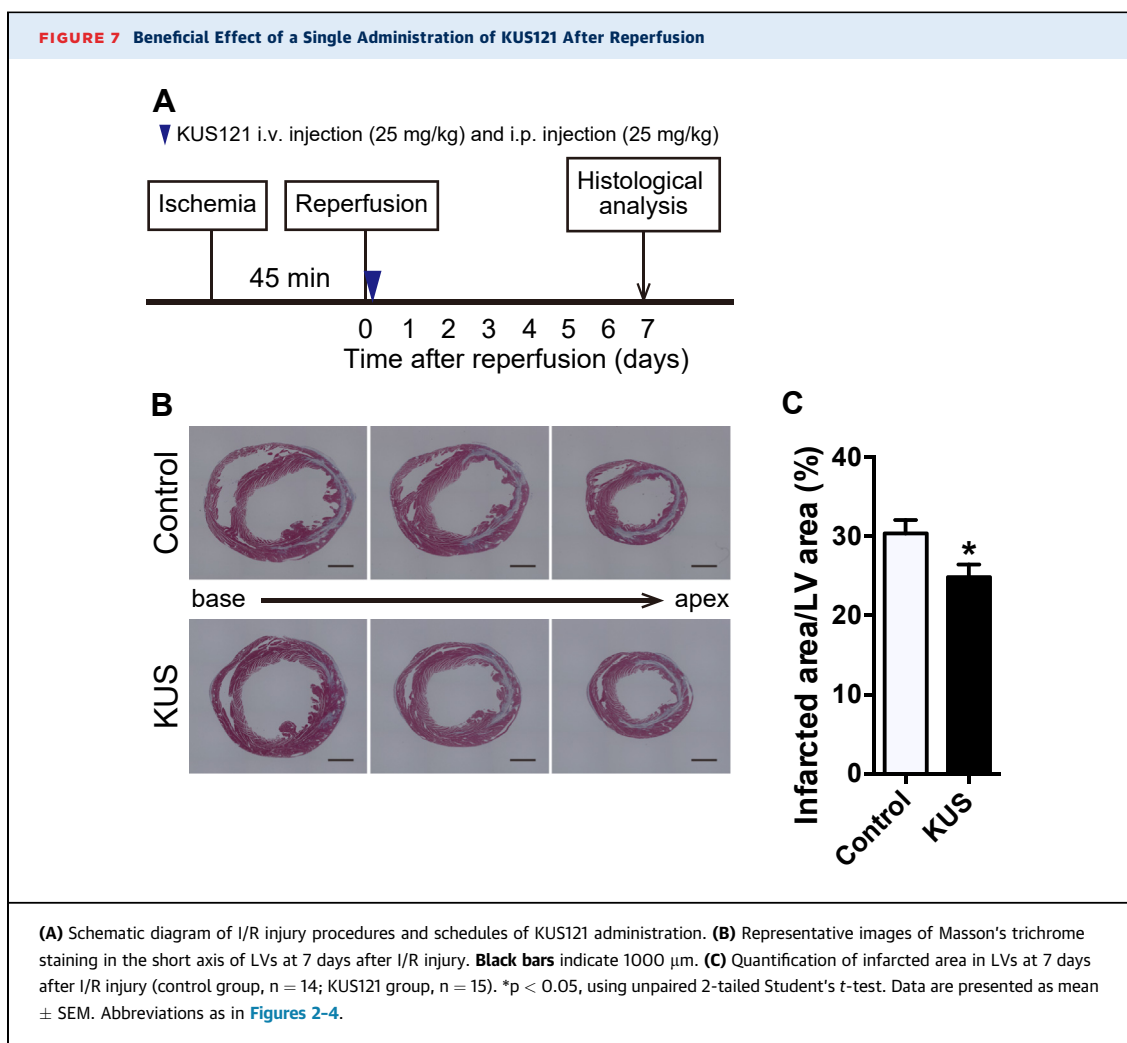 FIGURE 7 Beneficial Effect of a Single Administration of KUS121 After Reperfusion
A
KUS121 i.v. injection (25 mg/kg) and i.p. injection (25 mg/kg)
Ischemia
Reperfusion
Histological
analysis
45 min
0 1 2 3 4 5 6 7
Time after reperfusion (days)
B
Control
base
apex
KUS
C
Infarcted area/LV area (%)
40
30
20
10
0
*
Control
KUS
(A) Schematic diagram of I/R injury procedures and schedules of KUS121 administration. (B) Representative images of Masson's trichrome
staining in the short axis of LVs at 7 days after I/R injury. Black bars indicate 1000 μm. (C) Quantification of infarcted area in LVs at 7 days
after I/R injury (control group, n = 14; KUS121 group, n = 15). *p < 0.05, using unpaired 2-tailed Student's t-test. Data are presented as mean
± SEM. Abbreviations as in Figures 2-4.